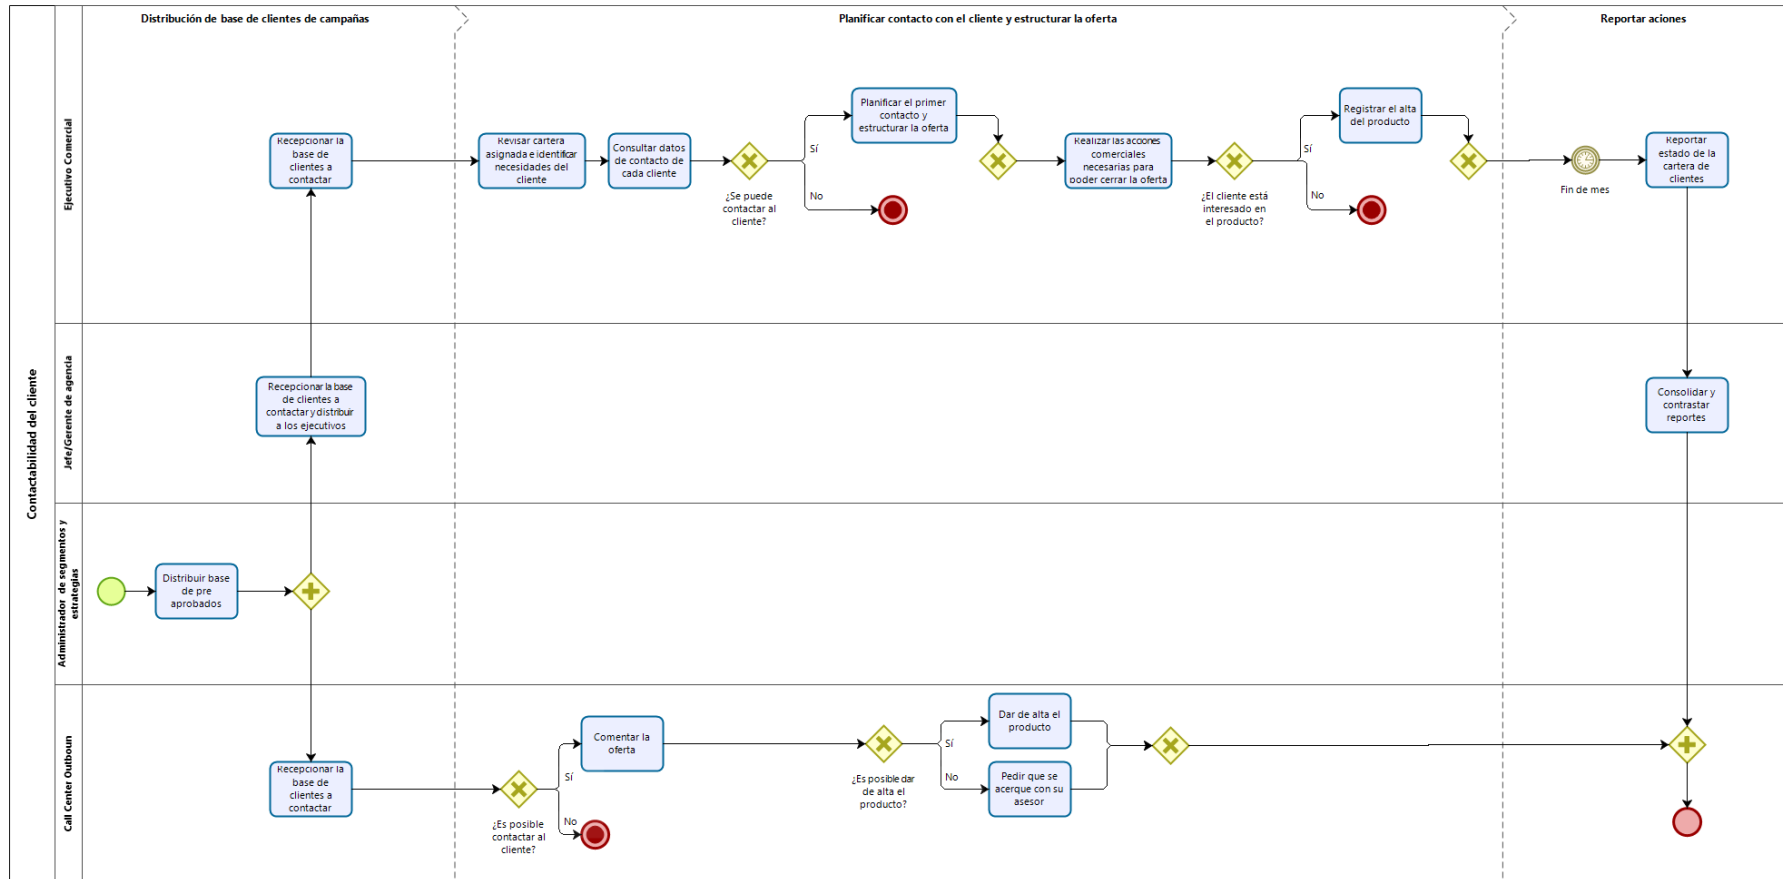 Distribución de base de clientes de campañas
Planificar contacto con el cliente y estructurar la oferta
Reportar aciones
Contactabilidad del cliente
Ejecutivo Comercial
Recepcionar la
base de
clientes a
contactar
Revisar cartera
asignada e identificar
necesidades del
cliente
Consultar datos
de contacto de
cada cliente
¿Se puede
contactar al
cliente?
Sí
No
Planificar el primer
contacto y
estructurar la oferta
Realizar las acciones
comerciales
necesarias para
poder cerrar la oferta
¿El cliente está
interesado en
el producto?
Sí
No
Registrar el alta
del producto
Fin de mes
Reportar
estado de la
cartera de
clientes
Jefe/Gerente de agencia
Recepcionar la base
de clientes a
contactar y distribuir
a los ejecutivos
Consolidar y
contrastar
reportes
Administrador de segmentos y
estrategias
Distribuir base
de pre
aprobados
Call Center Outboun
Recepcionar la
base de
clientes a
contactar
¿Es posible
contactar al
cliente?
Sí
No
Comentar la
oferta
¿Es posible dar
de alta el
producto?
Sí
No
Dar de alta el
producto
Pedir que se
acerque con su
asesor